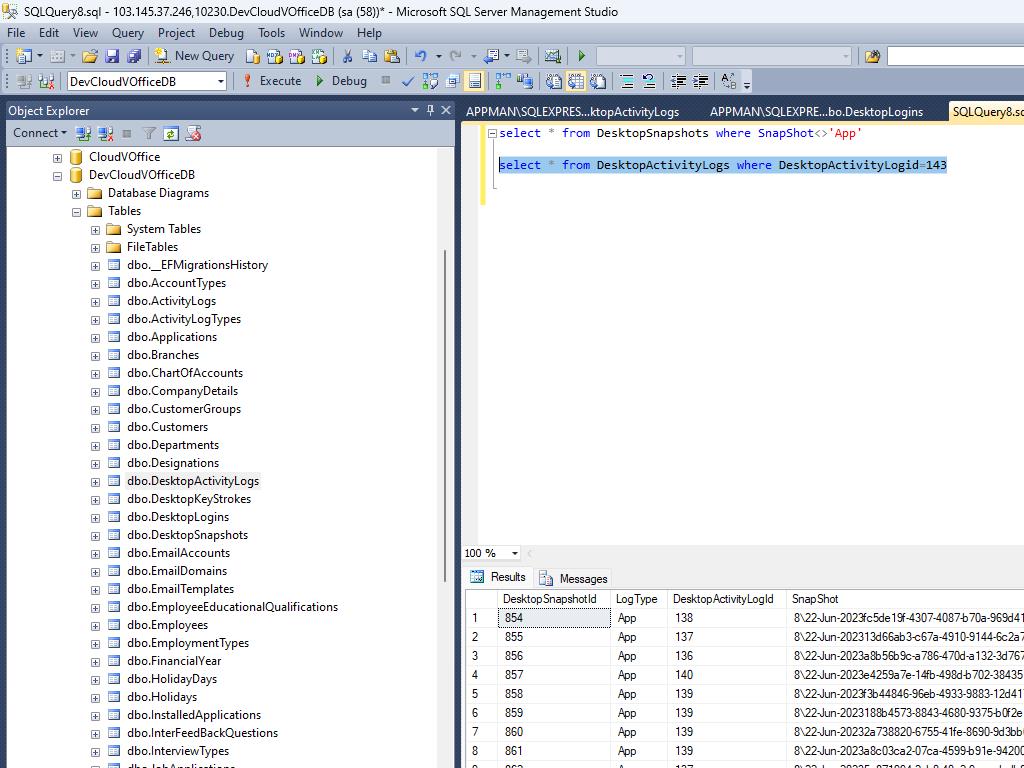 SQLQuery8.sql - 103.145.37.246,10230.DevCloudVOfficeDB (sa (58))* - Microsoft SQL Server Management Studio
File Edit View Query Project Debug Tools Window Help
New Query
DevCloudVOfficeDB Execute Debug
Object Explorer
Connect
CloudVOffice
DevCloudVOfficeDB
Database Diagrams
Tables
System Tables
FileTables
dbo.__EFMigrationsHistory
dbo.AccountTypes
dbo.ActivityLogs
dbo.ActivityLogTypes
dbo.Applications
dbo.Branches
dbo.ChartOfAccounts
dbo.CompanyDetails
dbo.CustomerGroups
dbo.Customers
dbo.Departments
dbo.Designations
dbo.DesktopActivityLogs
dbo.DesktopKeyStrokes
dbo.DesktopLogins
dbo.DesktopSnapshots
dbo.EmailAccounts
dbo.EmailDomains
dbo.EmailTemplates
dbo.EmployeeEducationalQualifications
dbo.Employees
dbo.EmploymentTypes
dbo.FinancialYear
dbo.HolidayDays
dbo.Holidays
dbo.InstalledApplications
dbo.InterFeedBackQuestions
dbo.InterviewTypes
APPMAN\SQLEXPRES...ktopActivityLogs APPMAN\SQLEXPRE...bo.DesktopLogins SQLQuery8.sq
select * from DesktopSnapshots where SnapShot<>'App'
select * from DesktopActivityLogs where DesktopActivityLogid=143
100 %
Results Messages
DesktopSnapshotId LogType DesktopActivityLogId SnapShot
1 854 App 138 8\22-Jun-2023fc5de19f-4307-4087-b70a-969d41
2 855 App 137 8\22-Jun-202313d66ab3-c67a-4910-9144-6c2a7
3 856 App 136 8\22-Jun-2023a8b56b9c-a786-470d-a132-3d767
4 857 App 140 8\22-Jun-2023e4259a7e-14fb-498d-b702-38435
5 858 App 139 8\22-Jun-2023f3b44846-96eb-4933-9883-12d41
6 859 App 139 8\22-Jun-2023188b4573-8843-4680-9375-b0f2e
7 860 App 139 8\22-Jun-20232a738820-6755-41fe-8690-9d3bb
8 861 App 139 8\22-Jun-2023a8c03ca2-07ca-4599-b91e-94200